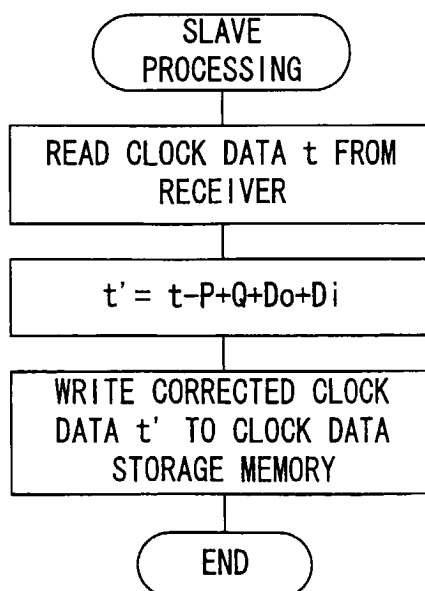 SLAVE
PROCESSING
READ CLOCK DATA t FROM
RECEIVER
t'= t-P+Q+Do+Di
WRITE CORRECTED CLOCK
DATA t' TO CLOCK DATA
STORAGE MEMORY
END